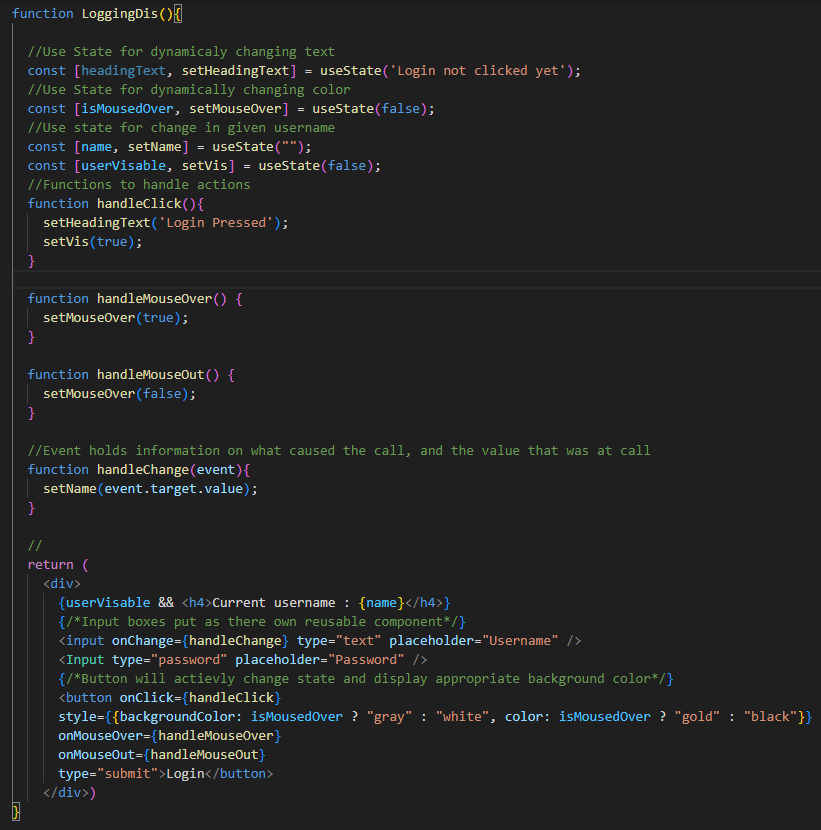 function LoggingDis(){
//Use State for dynamicaly changing text
const [headingText, setHeadingText] = useState('Login not clicked yet');
//Use State for dynamically changing color
const [isMousedOver, setMouseOver] = useState(false);
//Use state for change in given username
const [name, setName] = useState("");
const [userVisable, setVis] = useState(false);
//Functions to handle actions
function handleClick(){
setHeadingText('Login Pressed');
setVis(true);
}
function handleMouseOver() {
setMouseOver(true);
}
function handleMouseOut() {
setMouseOver(false);
}
//Event holds information on what caused the call, and the value that was at call
function handleChange(event){
setName(event.target.value);
}
//
return (
<div>
{userVisable && <h4>Current username : {name}</h4>}
{/*Input boxes put as there own reusable component*/}
<input onChange={handleChange} type="text" placeholder="Username" />
<Input type="password" placeholder="Password" />
{/*Button will actievly change state and display appropriate background color*/}
<button onClick={handleClick}
style={{backgroundColor: isMousedOver ? "gray" : "white", color: isMousedOver ? "gold" : "black"}}
onMouseOver={handleMouseOver}
onMouseOut={handleMouseOut}
type="submit">Login</button>
</div>)
}